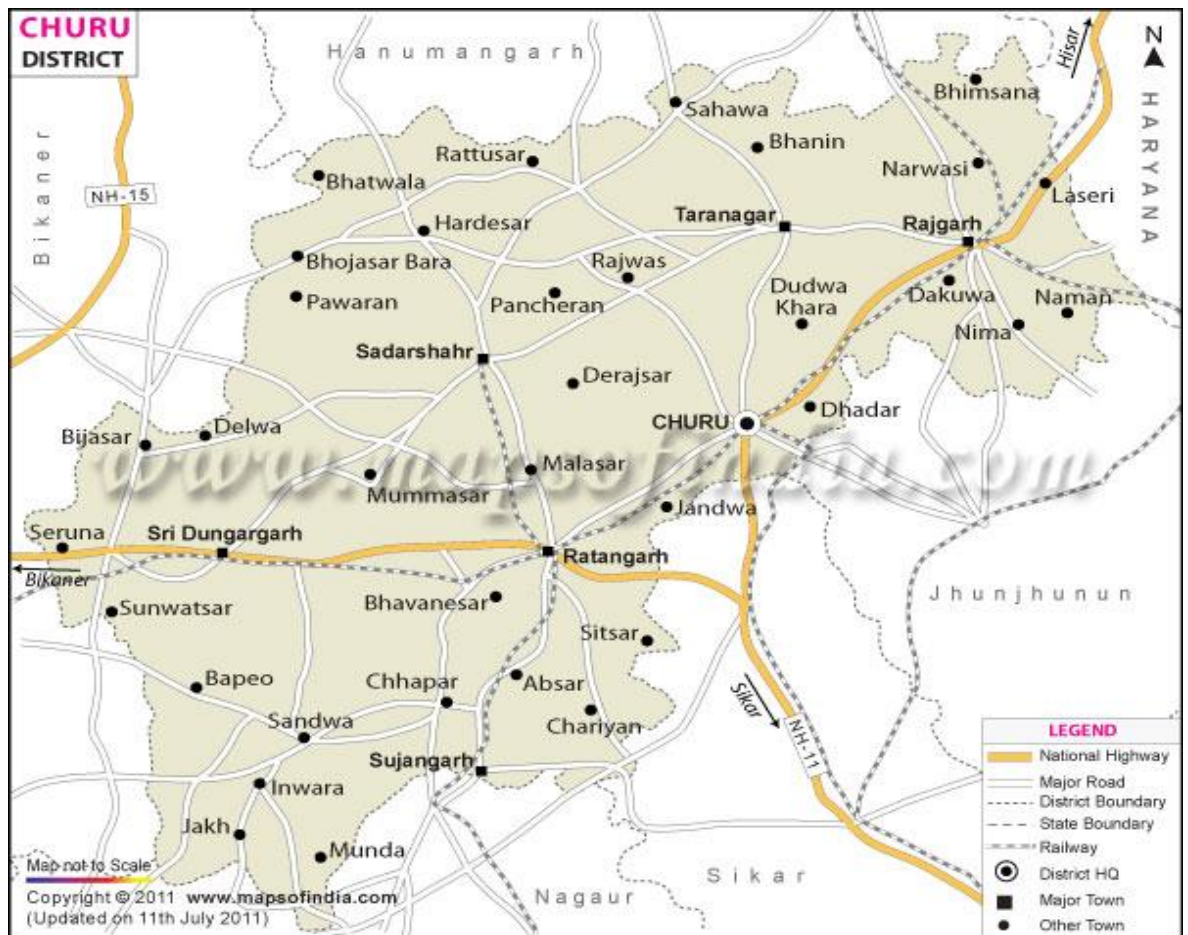 CHURU
DISTRICT
Hanumangarh
Hisar
N
HARYANA
Bikaner
NH-15
Bhimsana
Sahawa
Bhanin
Rattusar
Narwasi
Bhatwala
Laseri
Hardesar
Taranagar
Rajgarh
Bhojasar Bara
Rajwas
Pawaran
Pancheran
Dudwa
Khara
Dakuwa
Naman
Nima
Sadarshahr
Derajsar
CHURU
Dhadar
Delwa
Bijasar
www.mapsofindia.com
Malasar
Mummasar
Jandwa
Seruna
Sri Dungargarh
Ratangarh
Bikaner
Bhavanesar
Jhunjhunun
Sunwatsar
Sitsar
Bapeo
Chhapar
Absar
Sikar
Chariyan
Sandwa
NH-11
Sujangarh
Inwara
Jakh
Munda
Sikar
Nagaur
LEGEND
National Highway
Major Road
District Boundary
State Boundary
Railway
District HQ
Major Town
Other Town
Map not to Scale
Copyright © 2011 www.mapsofindia.com
(Updated on 11th July 2011)